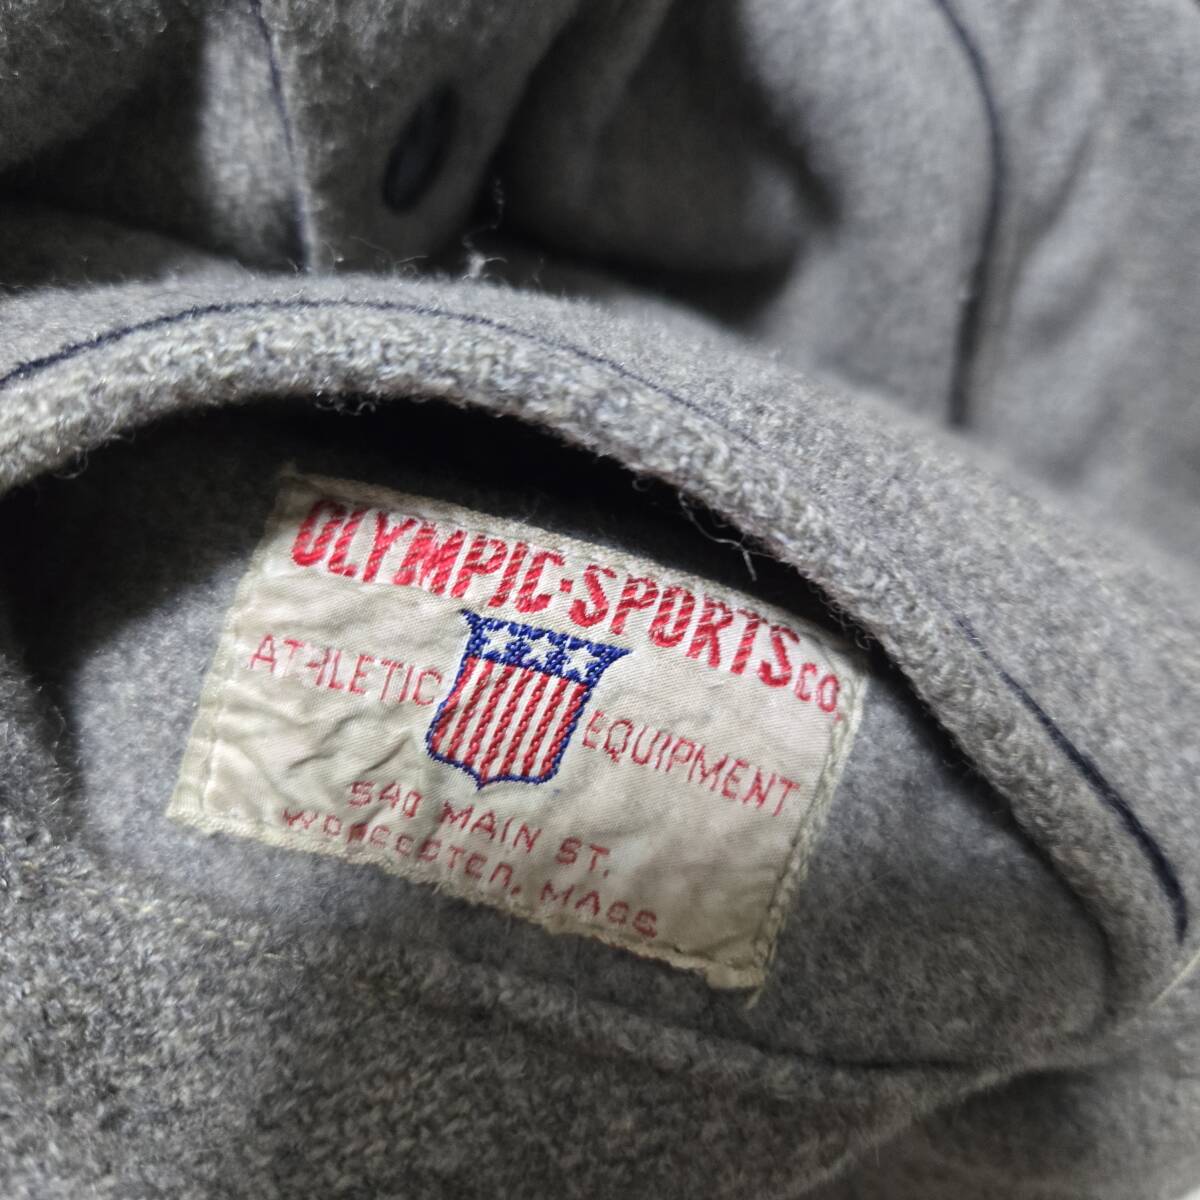 OLYMPIC·SPORTS CO.
ATHLETIC EQUIPMENT
540 MAIN ST.
WORCESTER, MASS